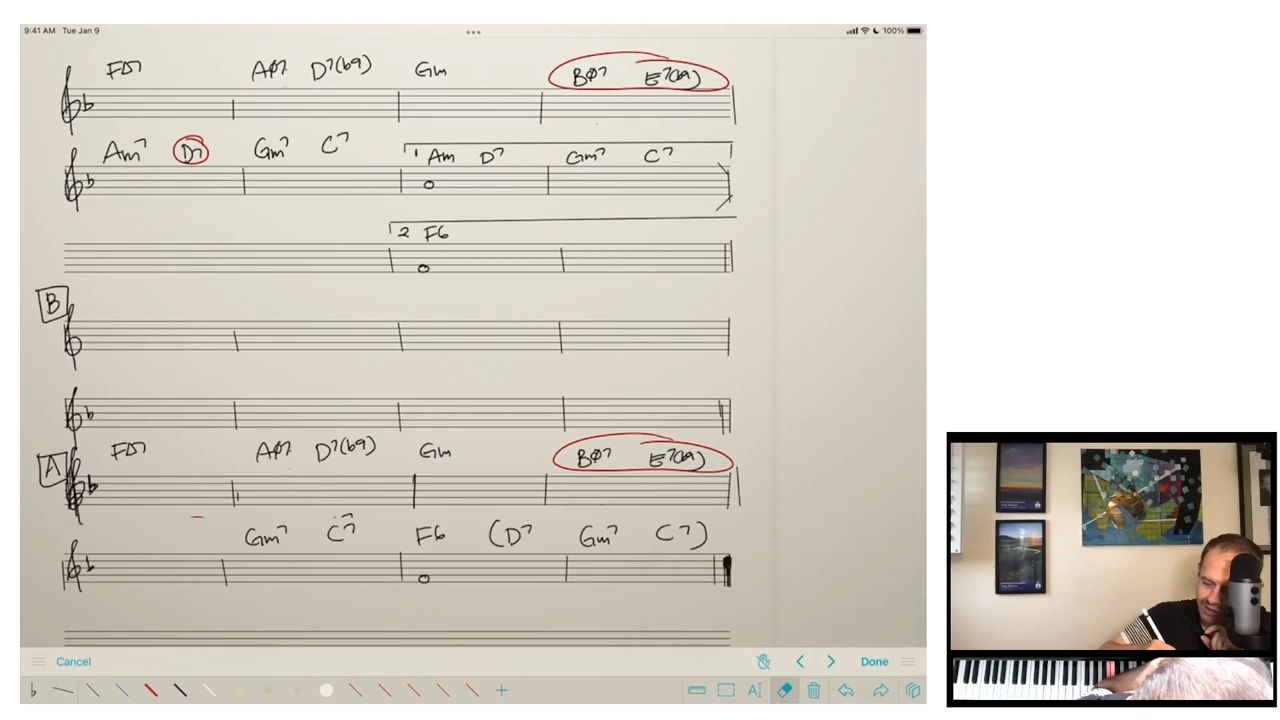 9:41 AM Tue Jan 9 100%
F∆7 Aø7 D7(b9) Gm Bø7 E7(b9)
Am7 D7 Gm7 C7 1 Am D7 Gm7 C7
2 F6
B
A F∆7 Aø7 D7(b9) Gm Bø7 E7(b9)
Gm7 C7 F6 (D7 Gm7 C7)
Cancel Done